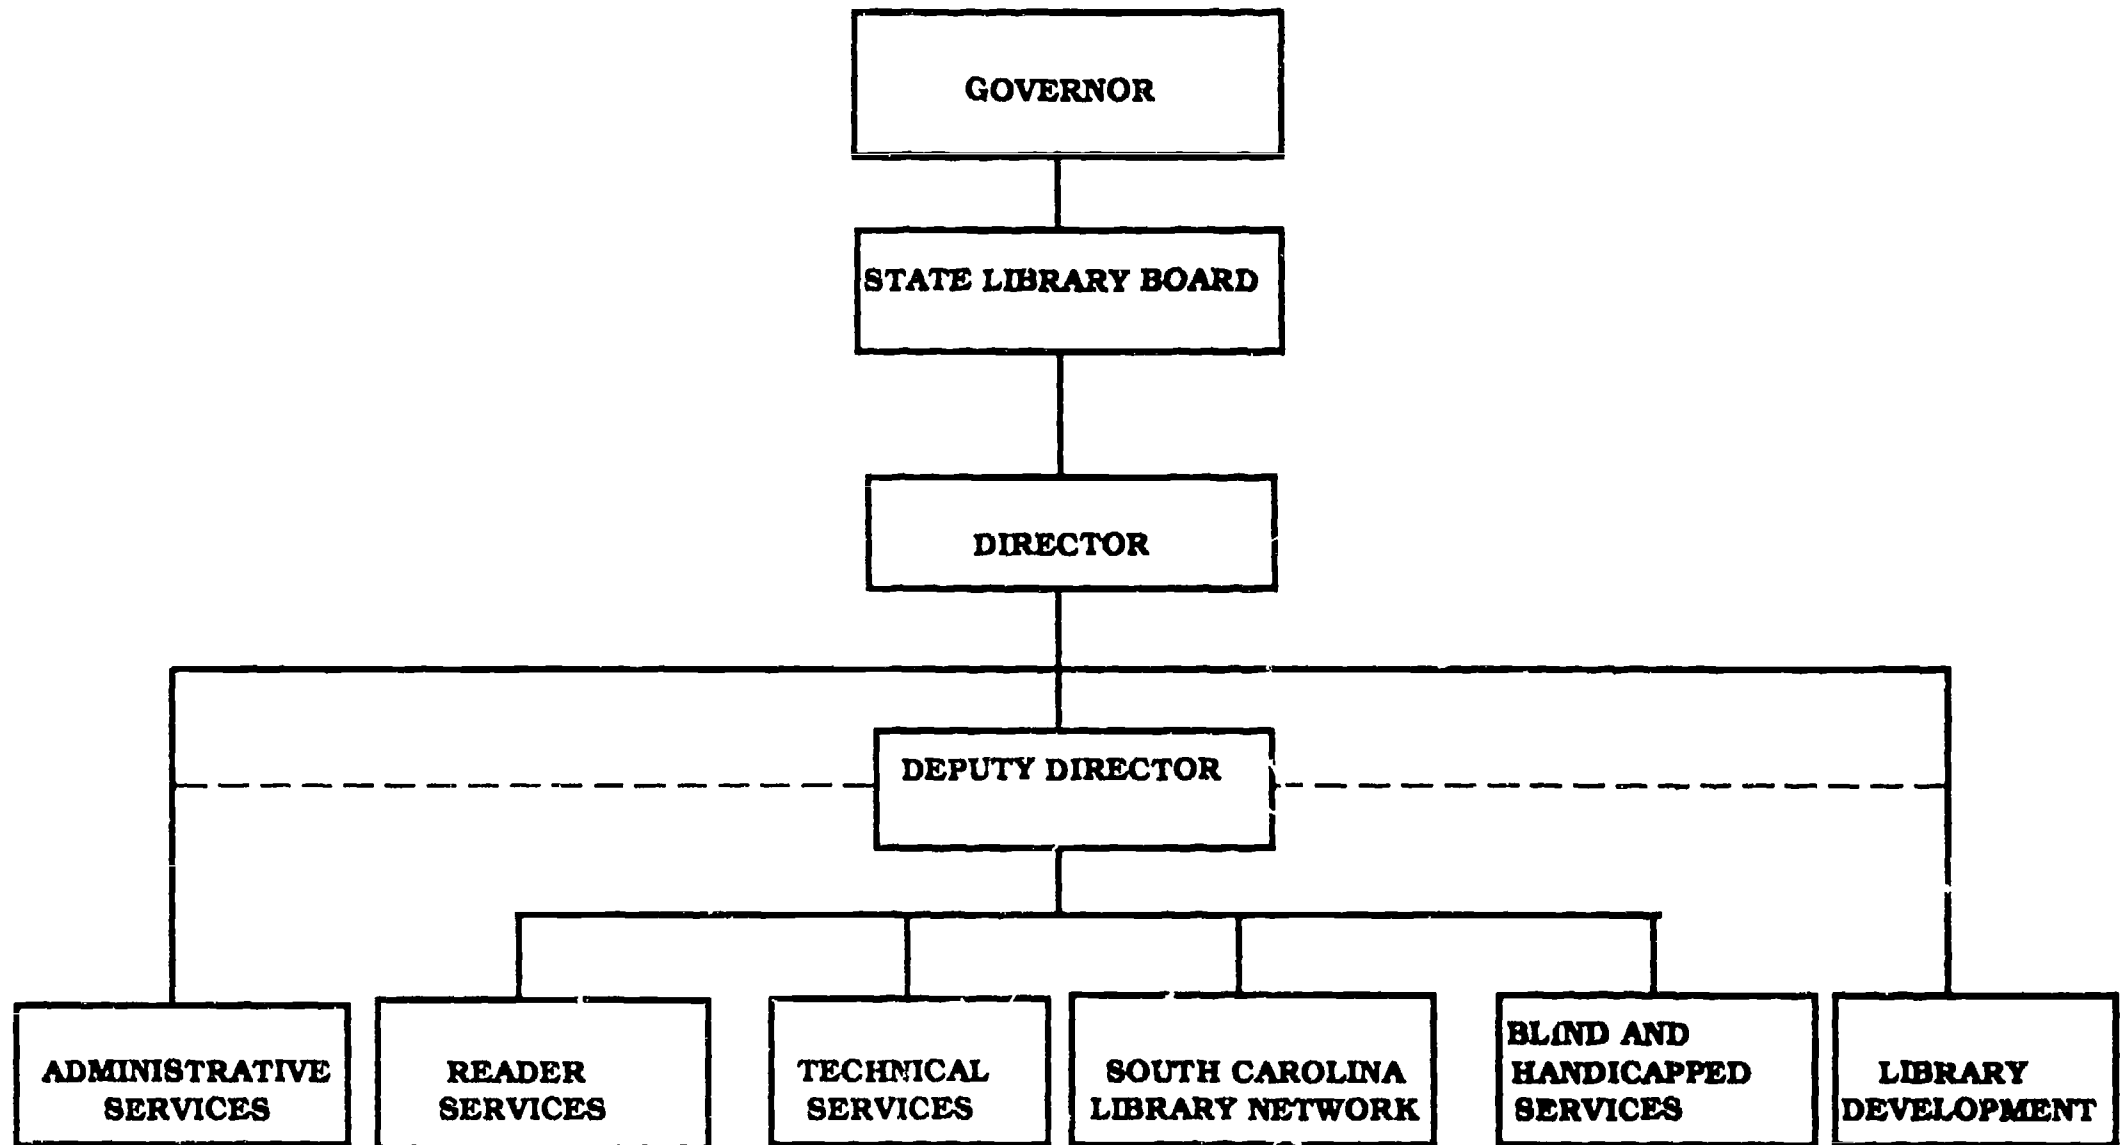 GOVERNOR
STATE LIBRARY BOARD
DIRECTOR
DEPUTY DIRECTOR
ADMINISTRATIVE
SERVICES
READER
SERVICES
TECHNICAL
SERVICES
SOUTH CAROLINA
LIBRARY NETWORK
BLIND AND
HANDICAPPED
SERVICES
LIBRARY
DEVELOPMENT